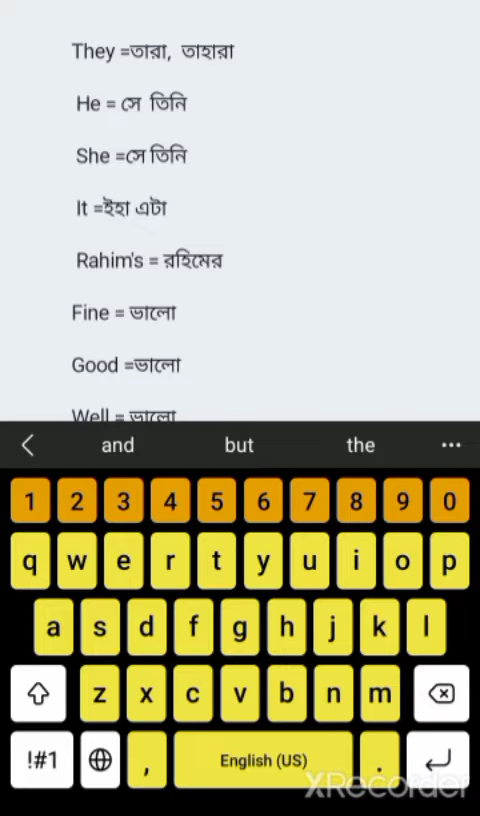 They =তারা, তাহারা
He = সে তিনি
She =সে তিনি
It =ইহা এটা
Rahim's = রহিমের
Fine = ভালো
Good =ভালো
Well = ভালো
and but the
1 2 3 4 5 6 7 8 9 0
q w e r t y u i o p
a s d f g h j k l
z x c v b n m
!#1 , English (US) .
XRecorder